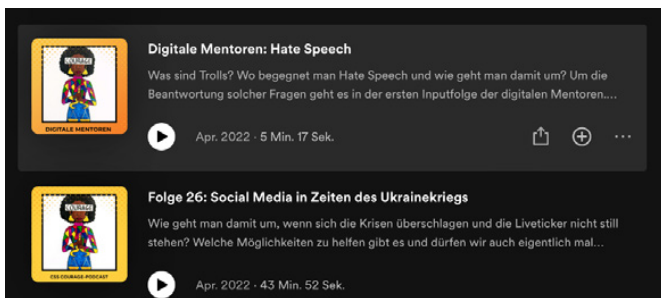 COURAGE
DIGITALE MENTOREN
Digitale Mentoren: Hate Speech
Was sind Trolls? Wo begegnet man Hate Speech und wie geht man damit um? Um die
Beantwortung solcher Fragen geht es in der ersten Inputfolge der digitalen Mentoren....
Apr. 2022 · 5 Min. 17 Sek.
COURAGE
CSS COURAGE-PODCAST
Folge 26: Social Media in Zeiten des Ukrainekriegs
Wie geht man damit um, wenn sich die Krisen überschlagen und die Liveticker nicht still
stehen? Welche Möglichkeiten zu helfen gibt es und dürfen wir auch eigentlich mal...
Apr. 2022 · 43 Min. 52 Sek.